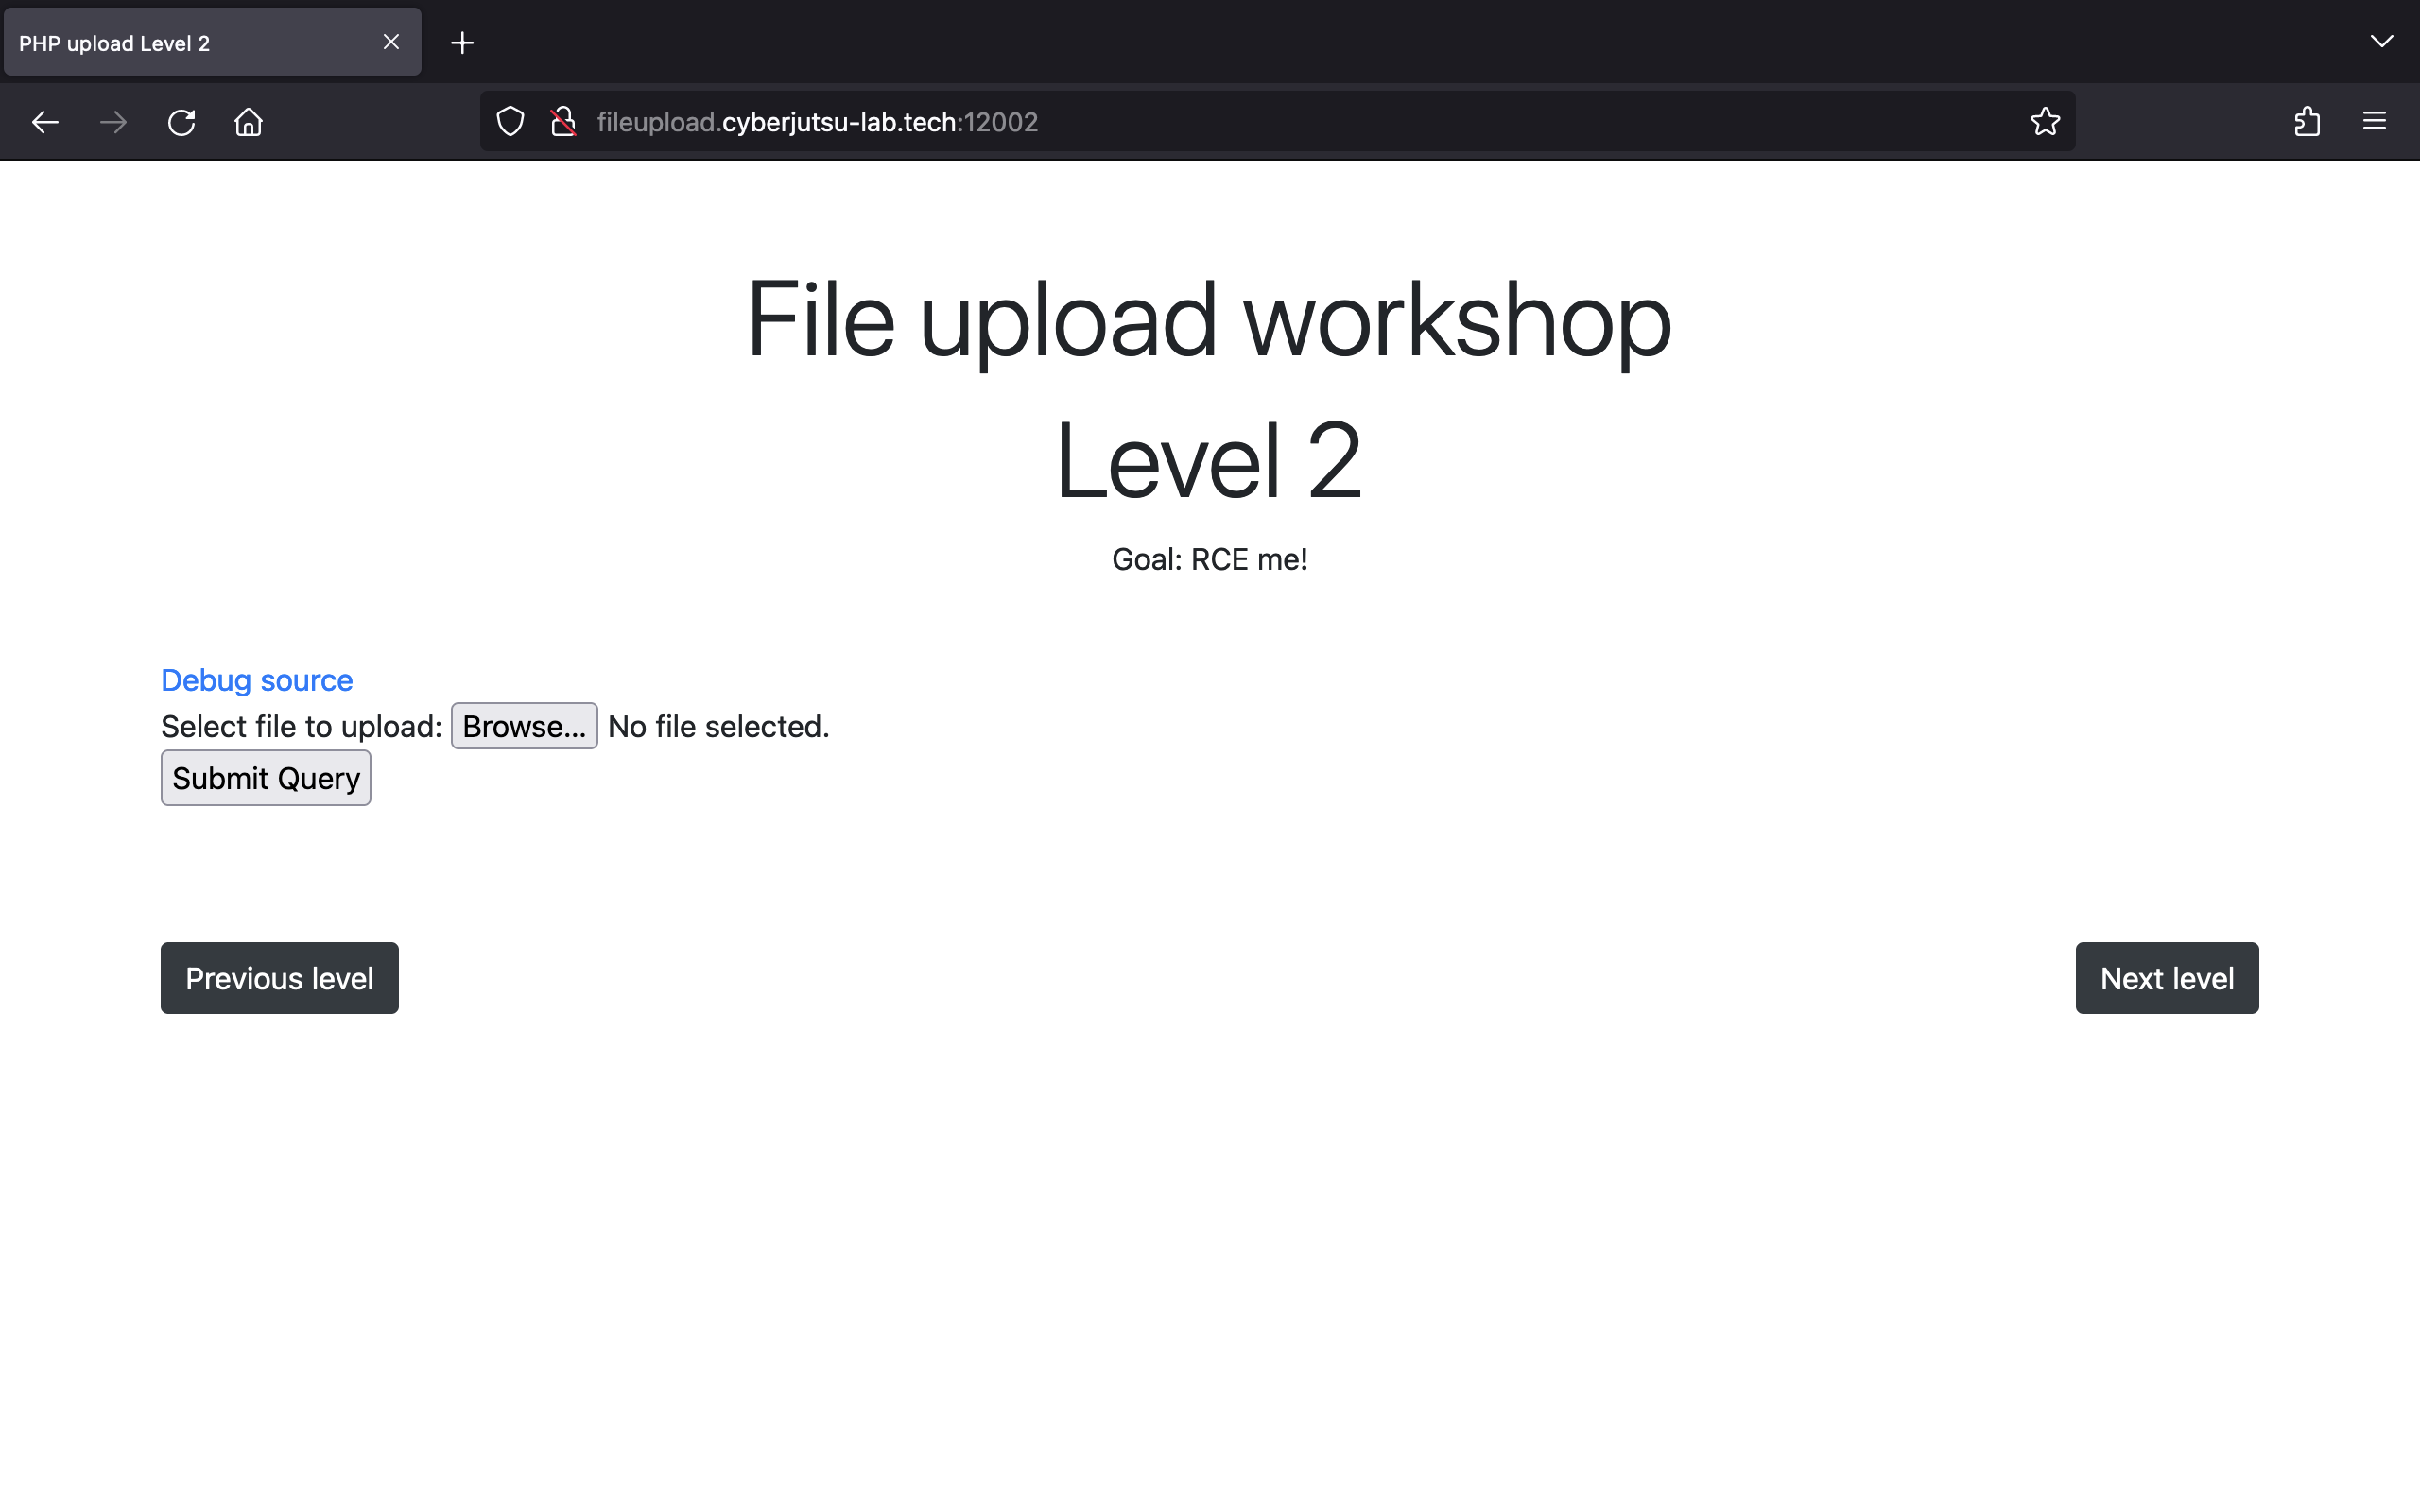 PHP upload Level 2
fileupload.cyberjutsu-lab.tech:12002
File upload workshop
Level 2
Goal: RCE me!
Debug source
Select file to upload: Browse... No file selected.
Submit Query
Previous level
Next level